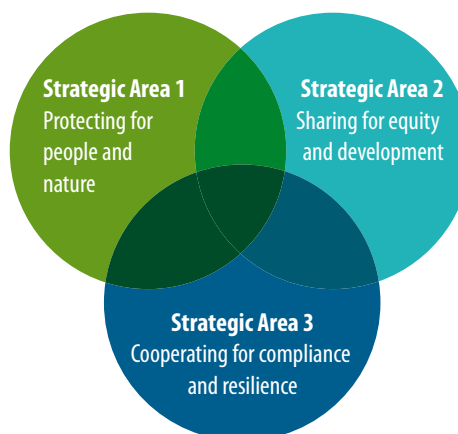 Strategic Area 1
Protecting for
people and
nature
Strategic Area 2
Sharing for equity
and development
Strategic Area 3
Cooperating for compliance
and resilience